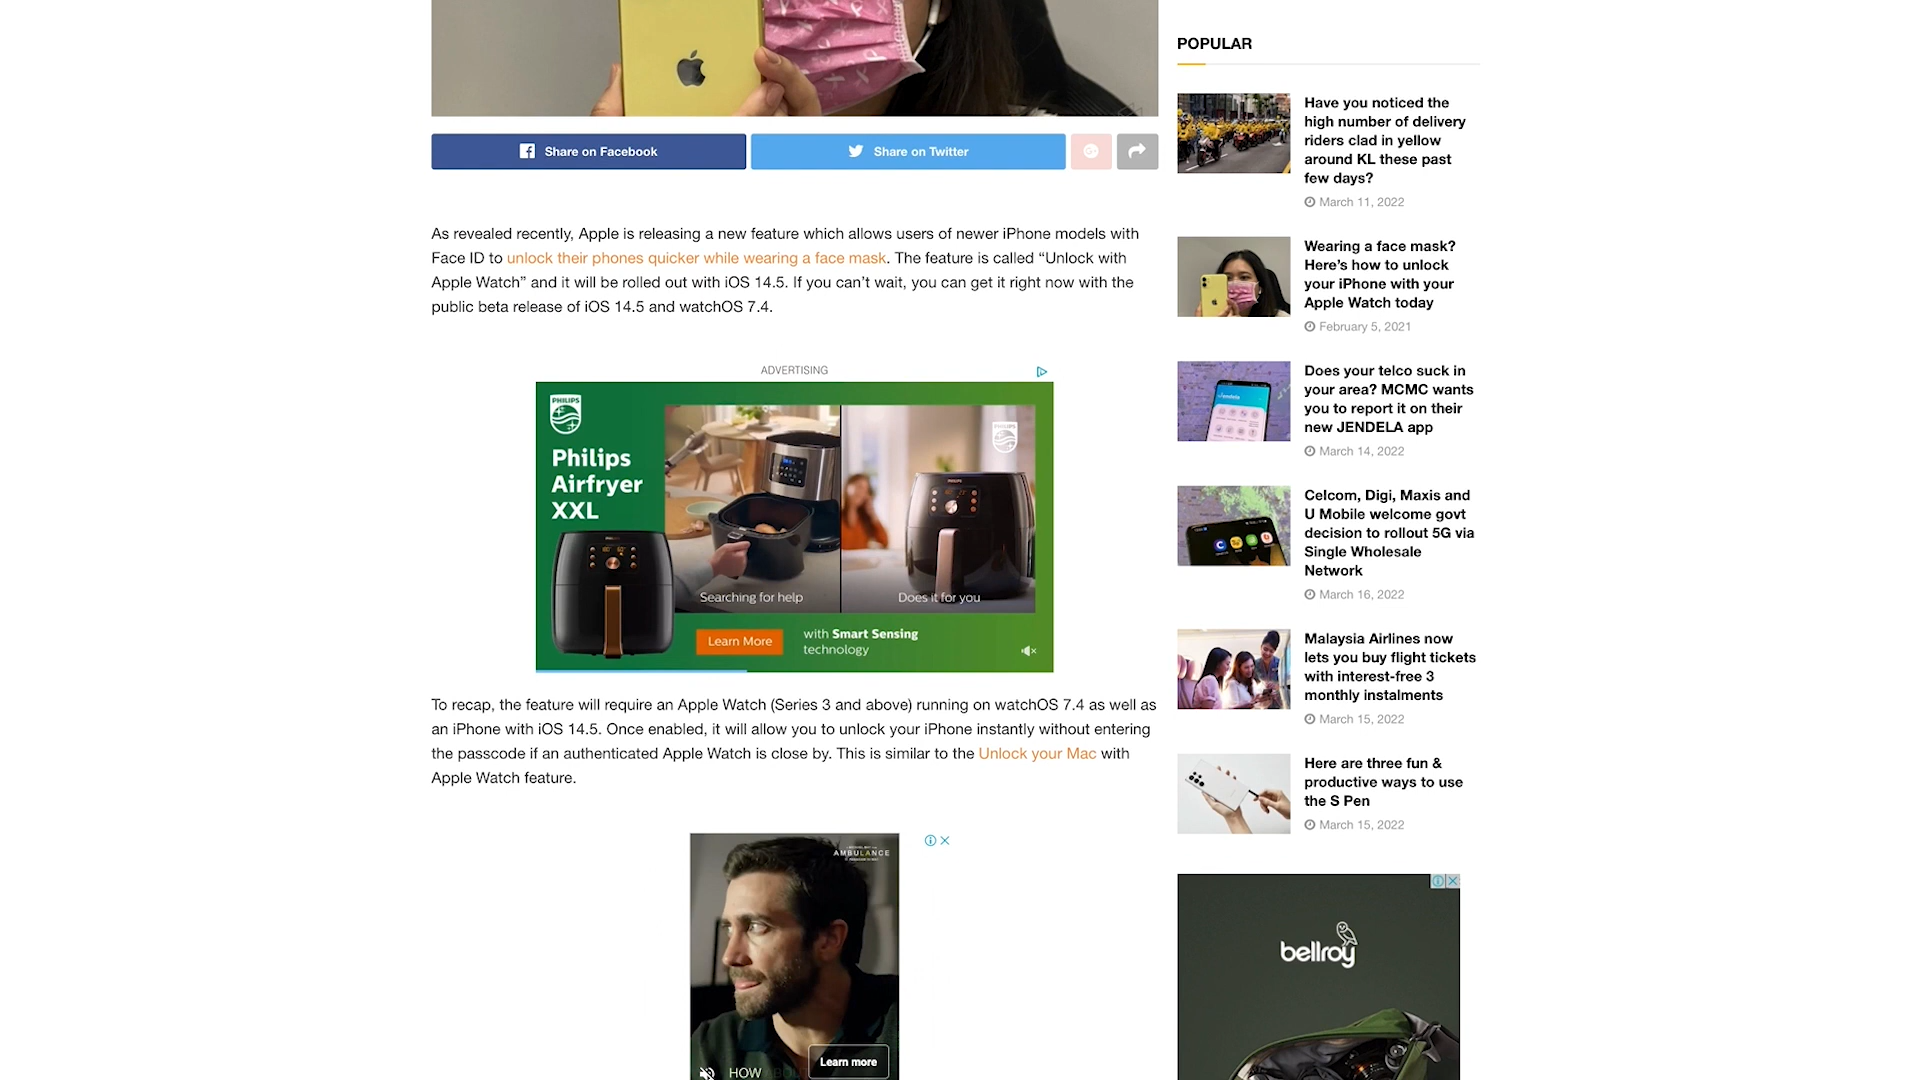 Share on Facebook
Share on Twitter
As revealed recently, Apple is releasing a new feature which allows users of newer iPhone models with
Face ID to unlock their phones quicker while wearing a face mask. The feature is called “Unlock with
Apple Watch” and it will be rolled out with iOS 14.5. If you can’t wait, you can get it right now with the
public beta release of iOS 14.5 and watchOS 7.4.
ADVERTISING
PHILIPS
Philips
Airfryer
XXL
Searching for help
Does it for you
Learn More
with Smart Sensing
technology
To recap, the feature will require an Apple Watch (Series 3 and above) running on watchOS 7.4 as well as
an iPhone with iOS 14.5. Once enabled, it will allow you to unlock your iPhone instantly without entering
the passcode if an authenticated Apple Watch is close by. This is similar to the Unlock your Mac with
Apple Watch feature.
AMBULANCE
Learn more
HOW
POPULAR
Have you noticed the
high number of delivery
riders clad in yellow
around KL these past
few days?
March 11, 2022
Wearing a face mask?
Here’s how to unlock
your iPhone with your
Apple Watch today
February 5, 2021
Does your telco suck in
your area? MCMC wants
you to report it on their
new JENDELA app
March 14, 2022
Celcom, Digi, Maxis and
U Mobile welcome govt
decision to rollout 5G via
Single Wholesale
Network
March 16, 2022
Malaysia Airlines now
lets you buy flight tickets
with interest-free 3
monthly instalments
March 15, 2022
Here are three fun &
productive ways to use
the S Pen
March 15, 2022
bellroy